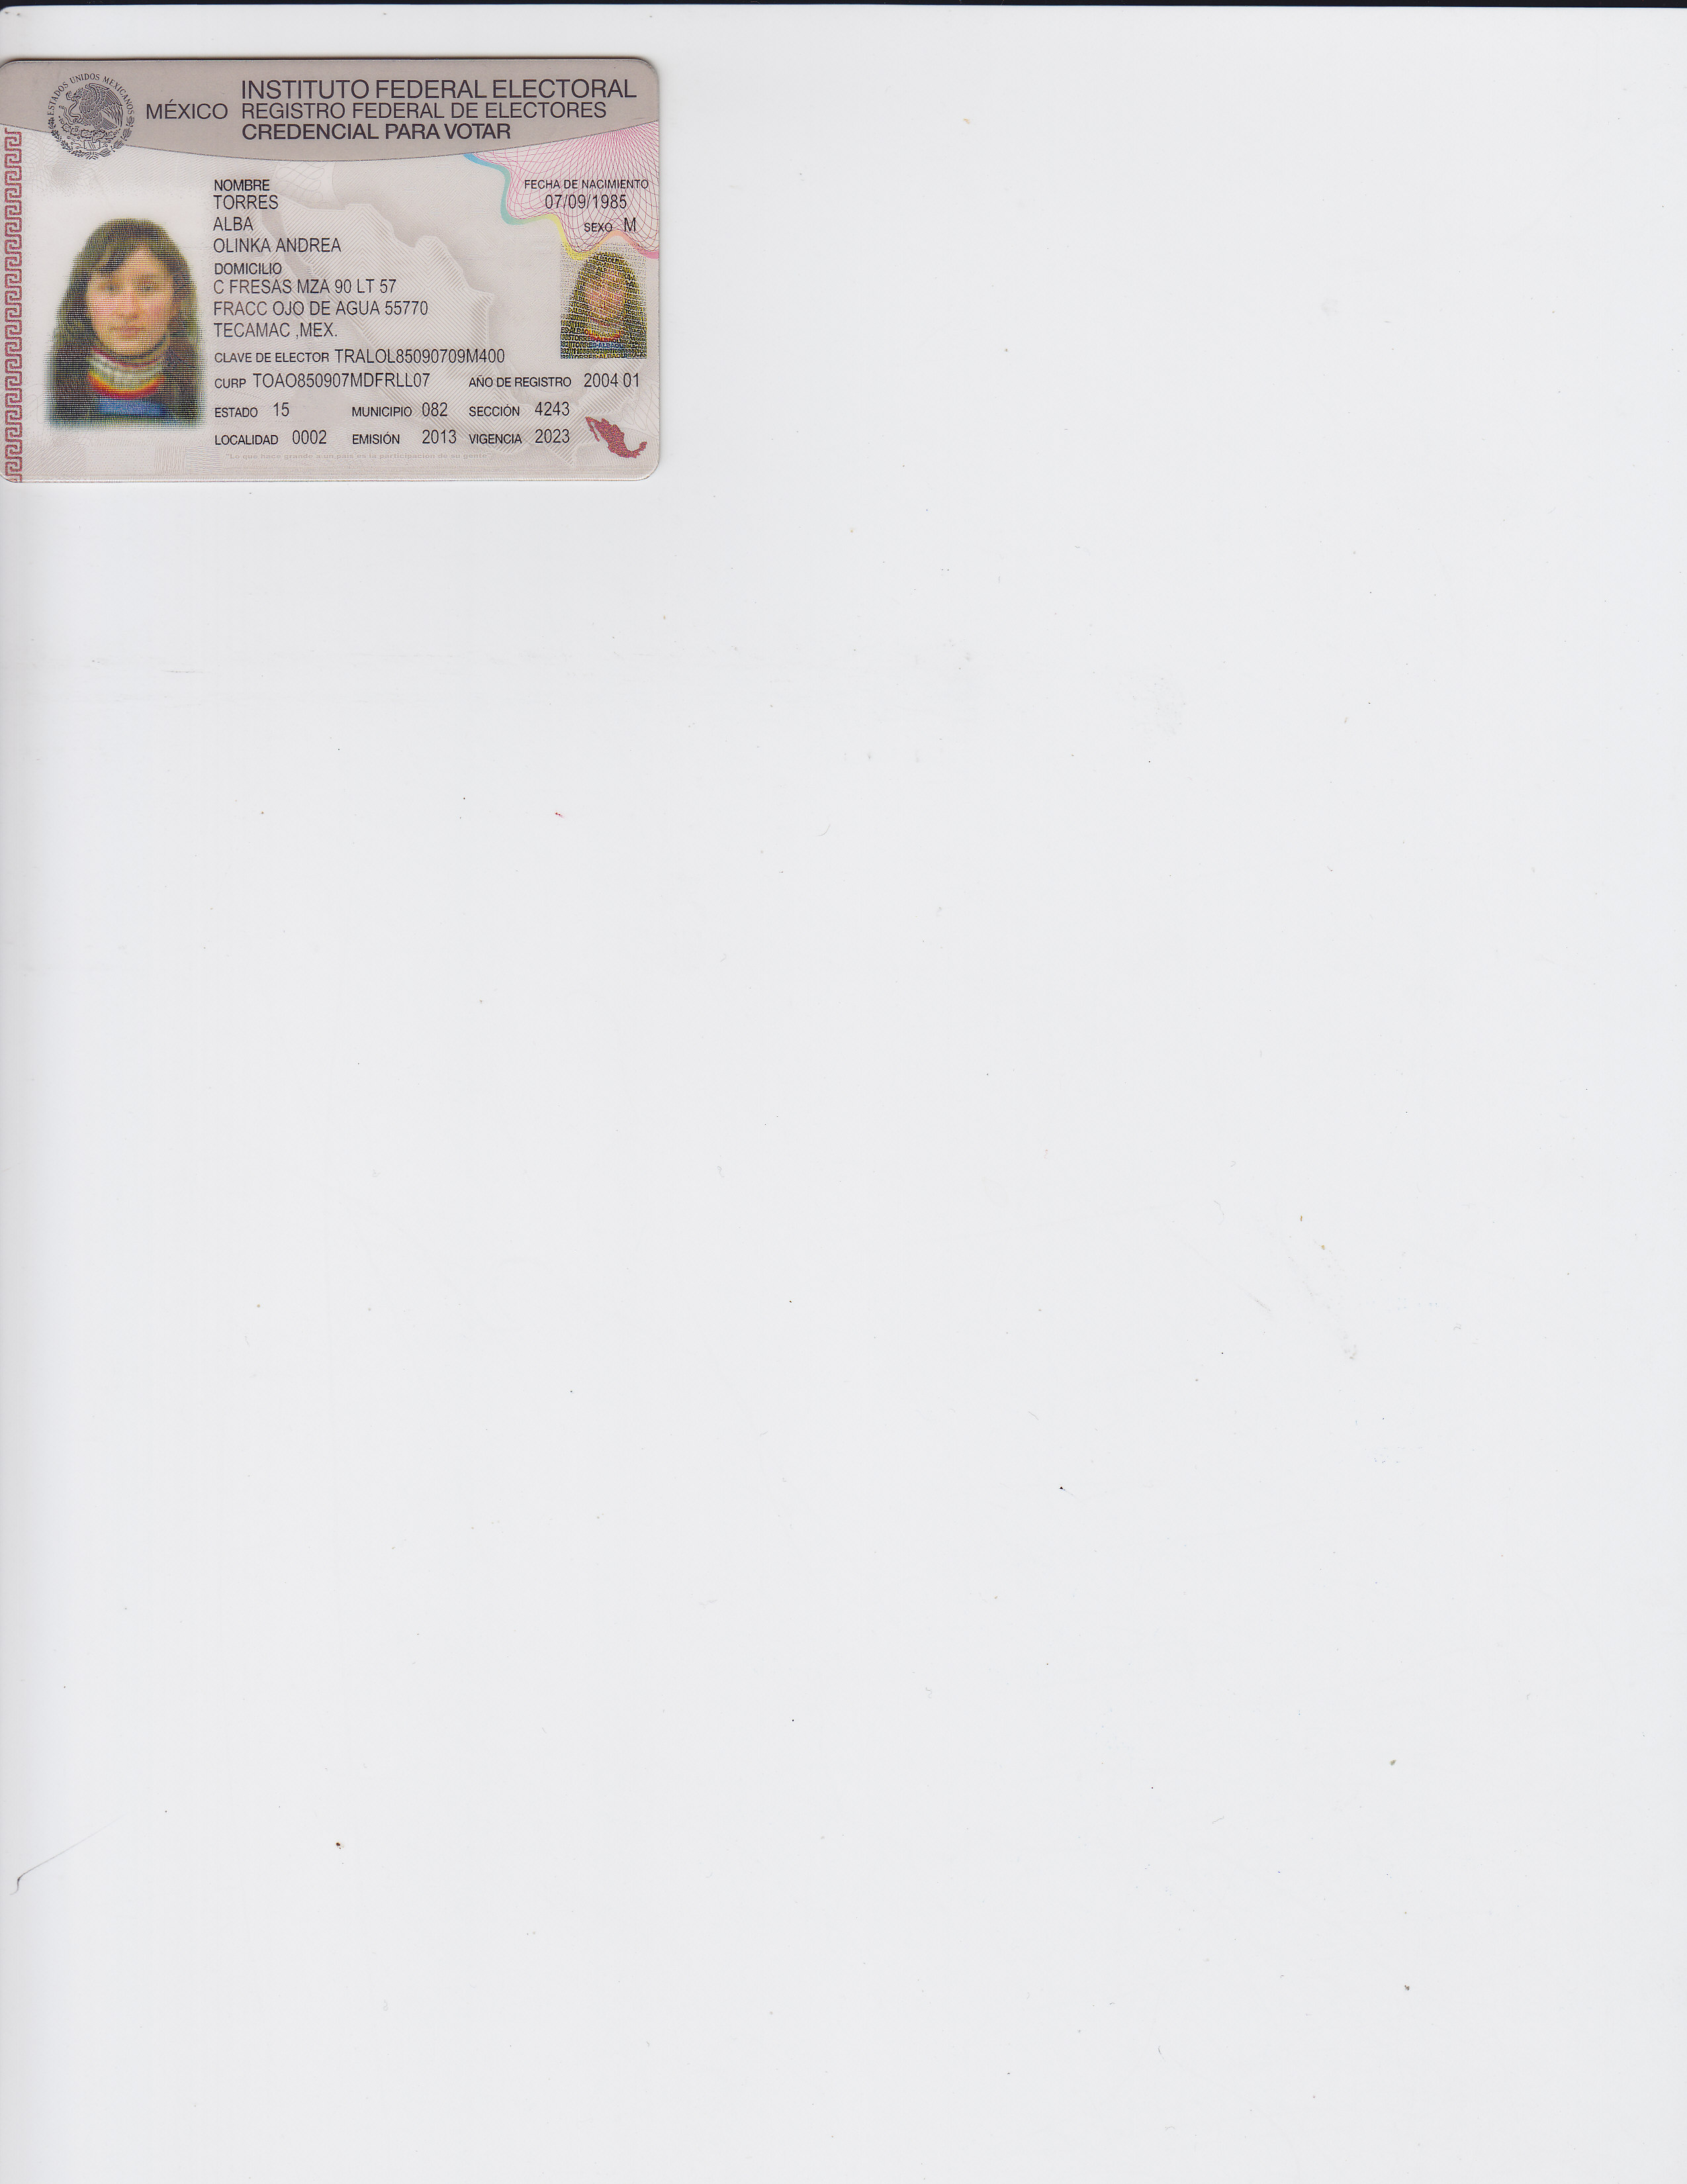 ESTADOS UNIDOS MEXICANOS
MÉXICO
INSTITUTO FEDERAL ELECTORAL
REGISTRO FEDERAL DE ELECTORES
CREDENCIAL PARA VOTAR
NOMBRE
TORRES
ALBA
OLINKA ANDREA
FECHA DE NACIMIENTO
07/09/1985
SEXO M
DOMICILIO
C FRESAS MZA 90 LT 57
FRACC OJO DE AGUA 55770
TECAMAC ,MEX.
CLAVE DE ELECTOR TRALOL85090709M400
CURP TOAO850907MDFRLL07 AÑO DE REGISTRO 2004 01
ESTADO 15 MUNICIPIO 082 SECCIÓN 4243
LOCALIDAD 0002 EMISIÓN 2013 VIGENCIA 2023
"Lo que hace grande a un país es la participación de su gente"